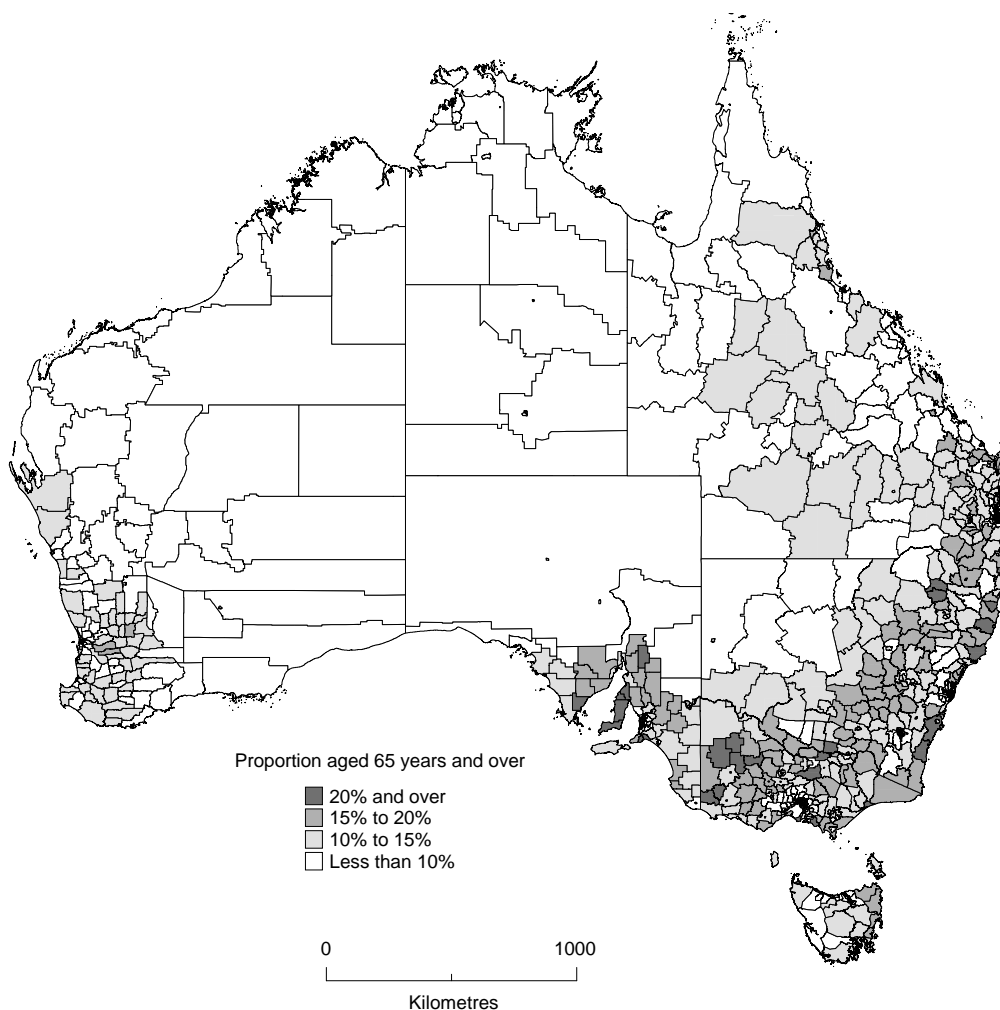 Proportion aged 65 years and over
20% and over
15% to 20%
10% to 15%
Less than 10%
0 1000
Kilometres